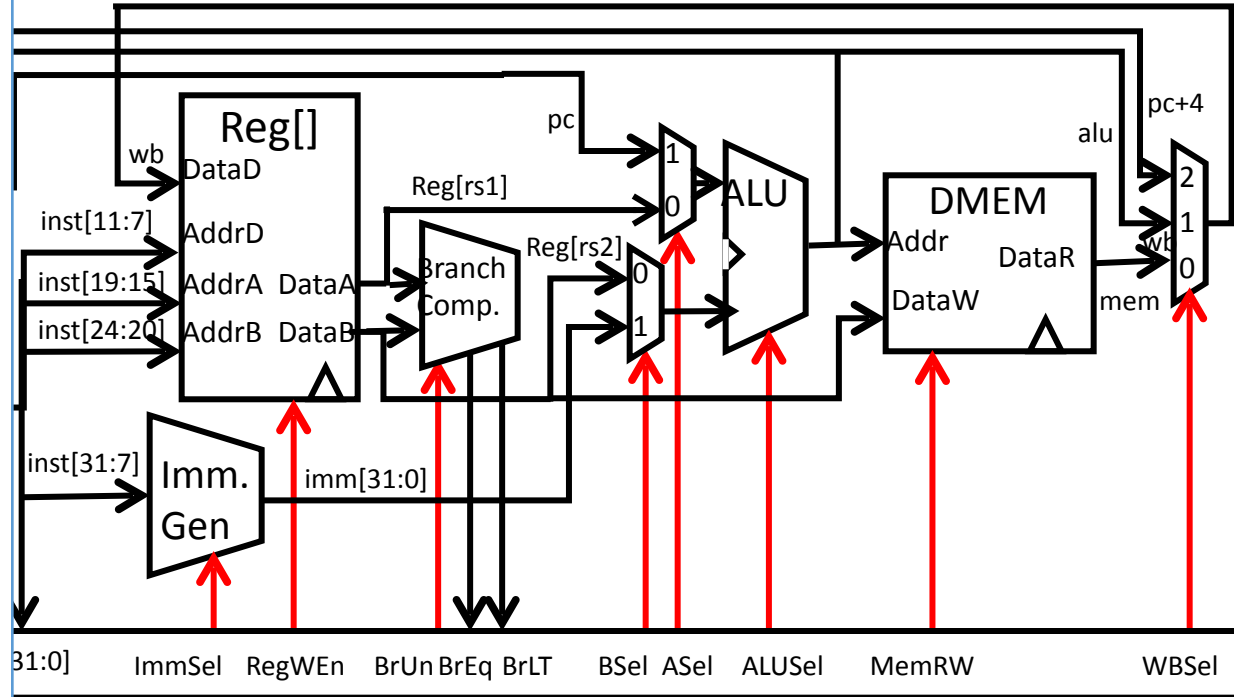 pc+4
Reg[]
pc
alu
wb
DataD
1
2
Reg[rs1]
ALU
DMEM
inst[11:7]
AddrD
0
1
Reg[rs2]
Addr
wb
Branch
Comp.
DataR
0
0
inst[19:15]
AddrA
DataA
mem
DataW
inst[24:20]
AddrB
DataB
1
inst[31:7]
Imm.
Gen
imm[31:0]
31:0]
ImmSel
RegWEn
BrUn
BrEq
BrLT
BSel
ASel
ALUSel
MemRW
WBSel